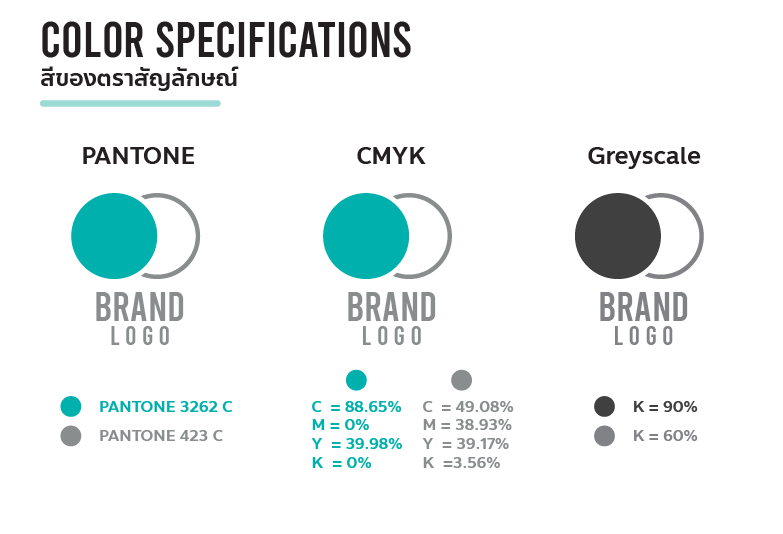 COLOR SPECIFICATIONS
สีของตราสัญลักษณ์
PANTONE
BRAND
LOGO
PANTONE 3262 C
PANTONE 423 C
CMYK
BRAND
LOGO
C = 88.65%
M = 0%
Y = 39.98%
K = 0%
C = 49.08%
M = 38.93%
Y = 39.17%
K =3.56%
Greyscale
BRAND
LOGO
K = 90%
K = 60%